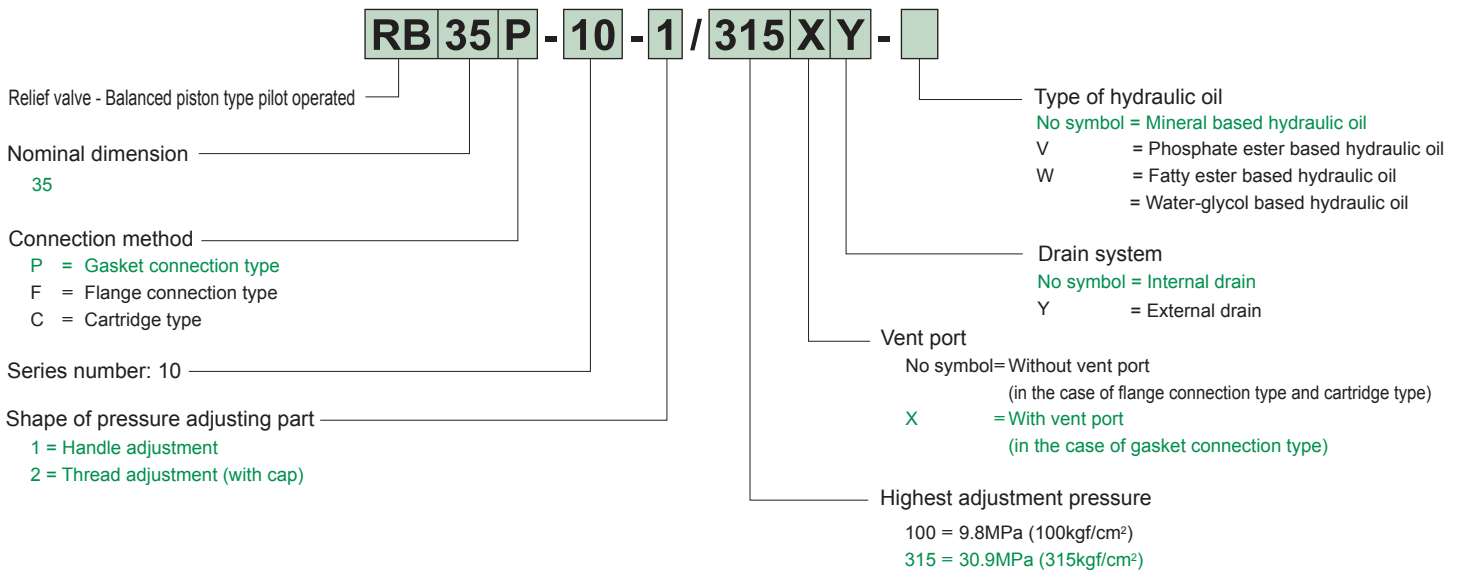 RB 35 P - 10 - 1 / 315 X Y -
Relief valve - Balanced piston type pilot operated
Nominal dimension
35
Connection method
P = Gasket connection type
F = Flange connection type
C = Cartridge type
Series number: 10
Shape of pressure adjusting part
1 = Handle adjustment
2 = Thread adjustment (with cap)
Type of hydraulic oil
No symbol = Mineral based hydraulic oil
V = Phosphate ester based hydraulic oil
W = Fatty ester based hydraulic oil
= Water-glycol based hydraulic oil
Drain system
No symbol = Internal drain
Y = External drain
Vent port
No symbol = Without vent port
(in the case of flange connection type and cartridge type)
X = With vent port
(in the case of gasket connection type)
Highest adjustment pressure
100 = 9.8MPa (100kgf/cm²)
315 = 30.9MPa (315kgf/cm²)